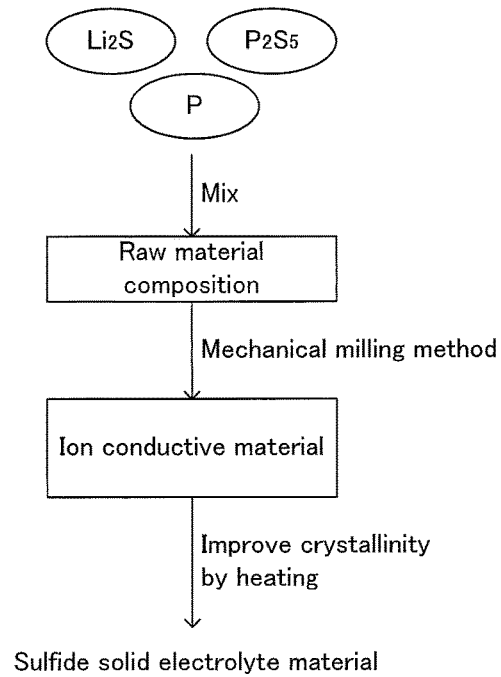 Li2S
P2S5
P
Mix
Raw material
composition
Mechanical milling method
Ion conductive material
Improve crystallinity
by heating
Sulfide solid electrolyte material